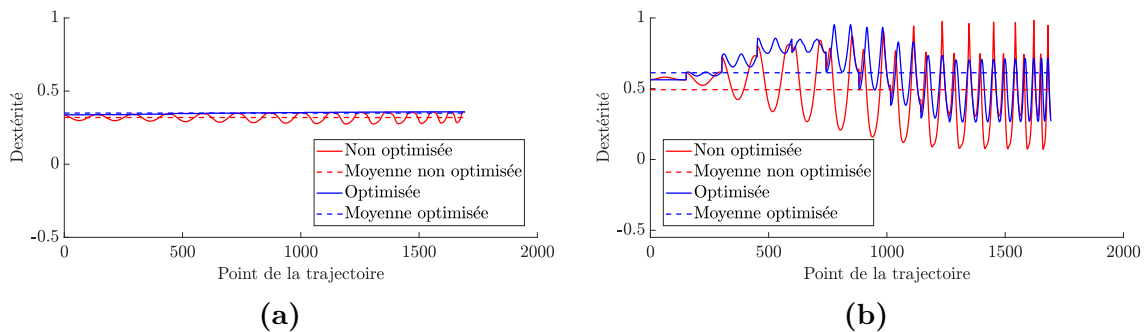 1
0.5
0
-0.5
Dextérité
Non optimisée
Moyenne non optimisée
Optimisée
Moyenne optimisée
0 500 1000 1500 2000
Point de la trajectoire
(a)
1
0.5
0
-0.5
Dextérité
Non optimisée
Moyenne non optimisée
Optimisée
Moyenne optimisée
0 500 1000 1500 2000
Point de la trajectoire
(b)